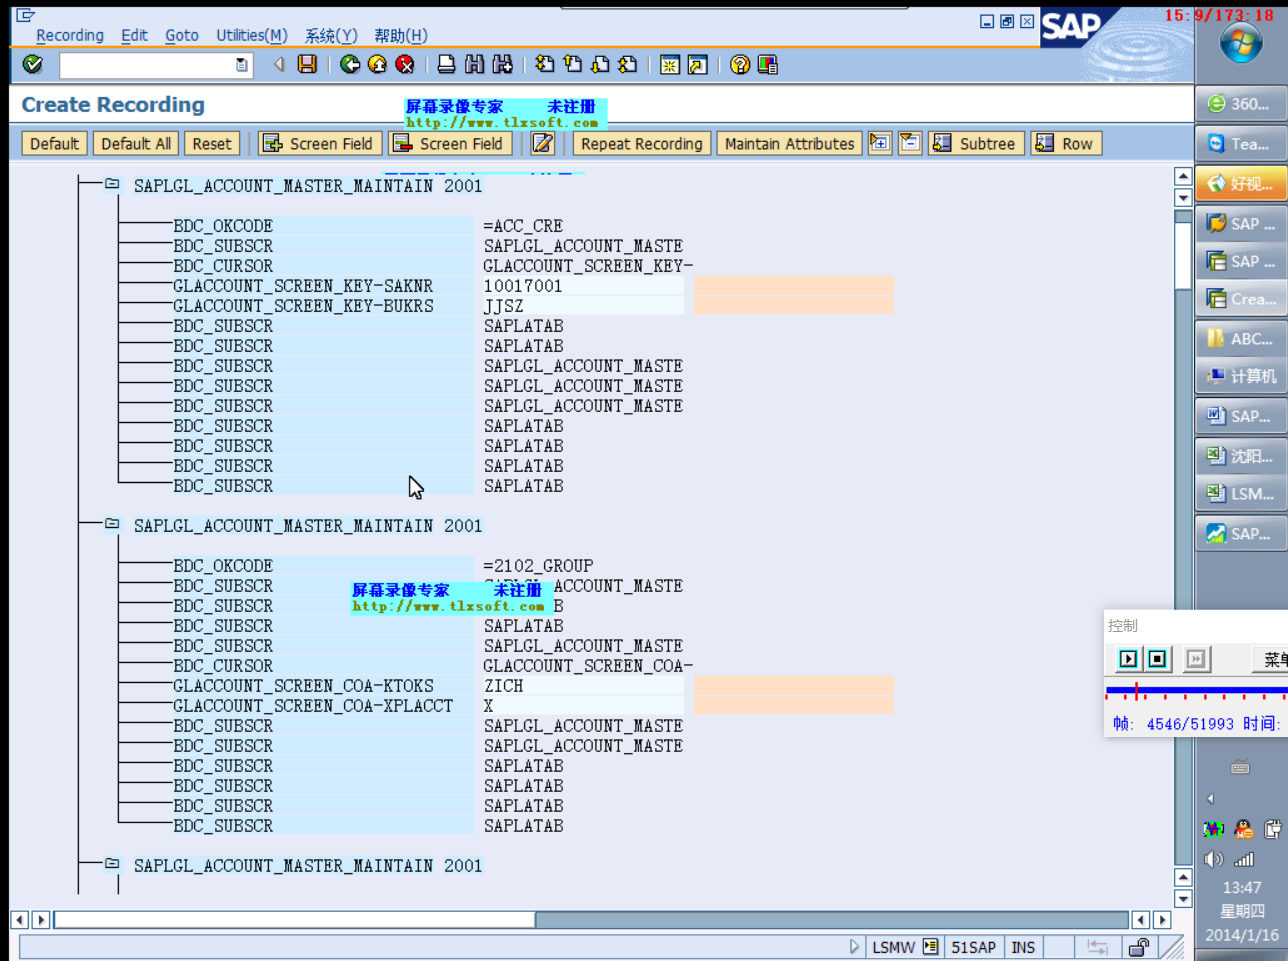 15:9/173:18
Recording Edit Goto Utilities(M) 系统(Y) 帮助(H)
SAP
Create Recording
屏幕录像专家 未注册
http://www.tlxsoft.com
Default Default All Reset Screen Field Screen Field Repeat Recording Maintain Attributes Subtree Row
SAPLGL_ACCOUNT_MASTER_MAINTAIN 2001
BDC_OKCODE =ACC_CRE
BDC_SUBSCR SAPLGL_ACCOUNT_MASTE
BDC_CURSOR GLACCOUNT_SCREEN_KEY-
GLACCOUNT_SCREEN_KEY-SAKNR 10017001
GLACCOUNT_SCREEN_KEY-BUKRS JJSZ
BDC_SUBSCR SAPLATAB
BDC_SUBSCR SAPLATAB
BDC_SUBSCR SAPLGL_ACCOUNT_MASTE
BDC_SUBSCR SAPLGL_ACCOUNT_MASTE
BDC_SUBSCR SAPLGL_ACCOUNT_MASTE
BDC_SUBSCR SAPLATAB
BDC_SUBSCR SAPLATAB
BDC_SUBSCR SAPLATAB
BDC_SUBSCR SAPLATAB
SAPLGL_ACCOUNT_MASTER_MAINTAIN 2001
BDC_OKCODE =2102_GROUP
BDC_SUBSCR ACCOUNT_MASTE
屏幕录像专家 未注册
http://www.tlxsoft.com
BDC_SUBSCR B
BDC_SUBSCR SAPLATAB
BDC_SUBSCR SAPLGL_ACCOUNT_MASTE
BDC_CURSOR GLACCOUNT_SCREEN_COA-
GLACCOUNT_SCREEN_COA-KTOKS ZICH
GLACCOUNT_SCREEN_COA-XPLACCT X
BDC_SUBSCR SAPLGL_ACCOUNT_MASTE
BDC_SUBSCR SAPLGL_ACCOUNT_MASTE
BDC_SUBSCR SAPLATAB
BDC_SUBSCR SAPLATAB
BDC_SUBSCR SAPLATAB
BDC_SUBSCR SAPLATAB
SAPLGL_ACCOUNT_MASTER_MAINTAIN 2001
LSMW 51SAP INS
360...
Tea...
好视...
SAP ...
SAP ...
Crea...
ABC...
计算机
SAP...
沈阳...
LSM...
SAP...
控制
菜单
帧: 4546/51993 时间:
13:47
星期四
2014/1/16